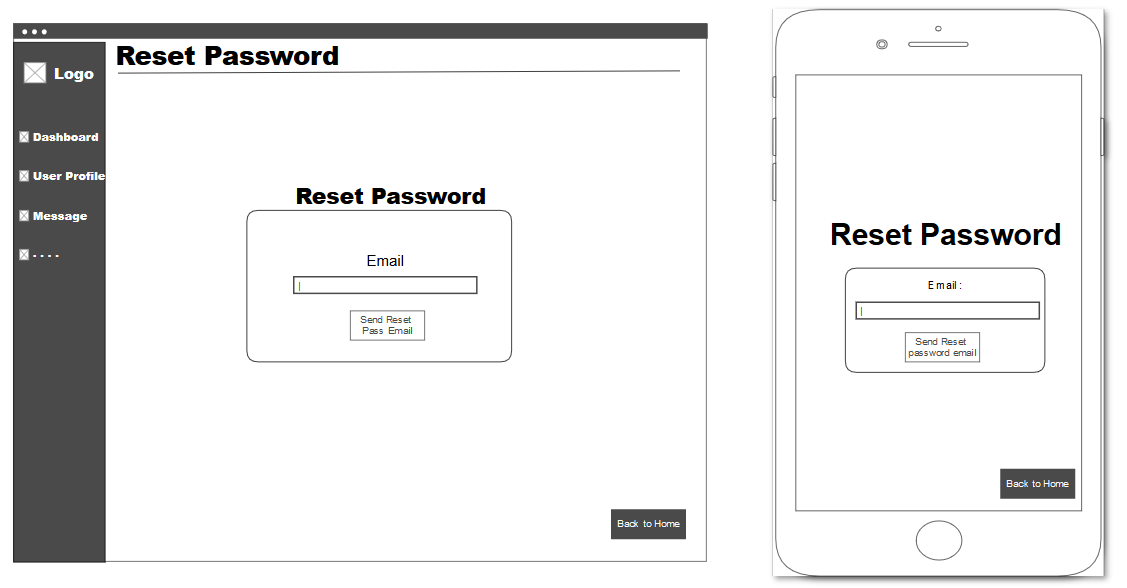 Reset Password
Logo
Dashboard
User Profile
Message
- - - -
Reset Password
Email
Send Reset
Pass Email
Back to Home
Reset Password
Email:
Send Reset
password email
Back to Home